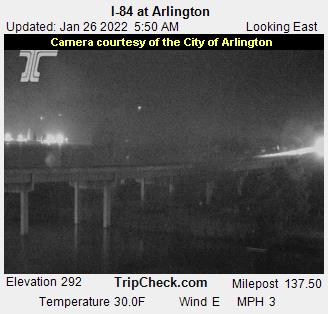 I-84 at Arlington
Updated: Jan 26 2022 5:50 AM Looking East
Camera courtesy of the City of Arlington
Elevation 292 TripCheck.com Milepost 137.50
Temperature 30.0F Wind E MPH 3